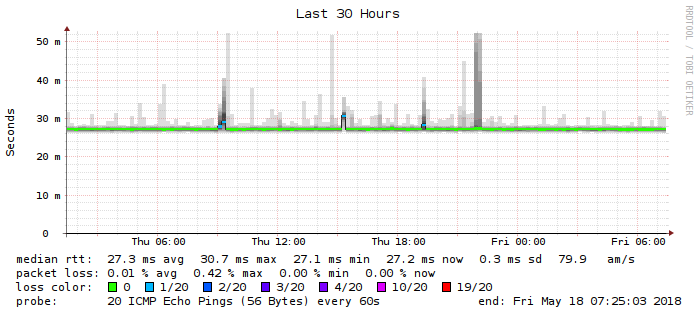 Last 30 Hours
RRDTOOL / TOBI OETIKER
Seconds
50 m
40 m
30 m
20 m
10 m
0
Thu 06:00 Thu 12:00 Thu 18:00 Fri 00:00 Fri 06:00
median rtt: 27.3 ms avg 30.7 ms max 27.1 ms min 27.2 ms now 0.3 ms sd 79.9 am/s
packet loss: 0.01 % avg 0.42 % max 0.00 % min 0.00 % now
loss color: 0 1/20 2/20 3/20 4/20 10/20 19/20
probe: 20 ICMP Echo Pings (56 Bytes) every 60s end: Fri May 18 07:25:03 2018